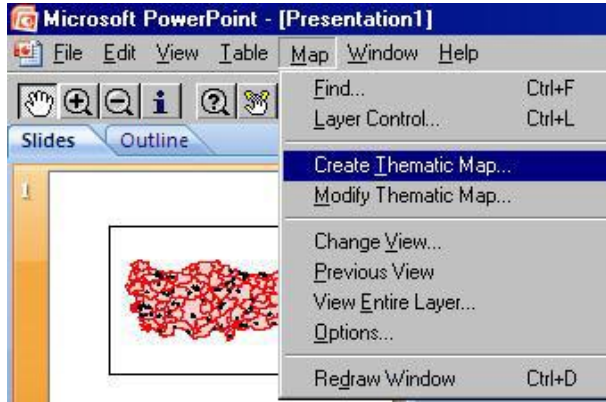 Microsoft PowerPoint - [Presentation1]
File Edit View Table Map Window Help
Find... Ctrl+F
Layer Control... Ctrl+L
Slides Outline
Create Thematic Map...
Modify Thematic Map...
1
Change View...
Previous View
View Entire Layer...
Options...
Redraw Window Ctrl+D